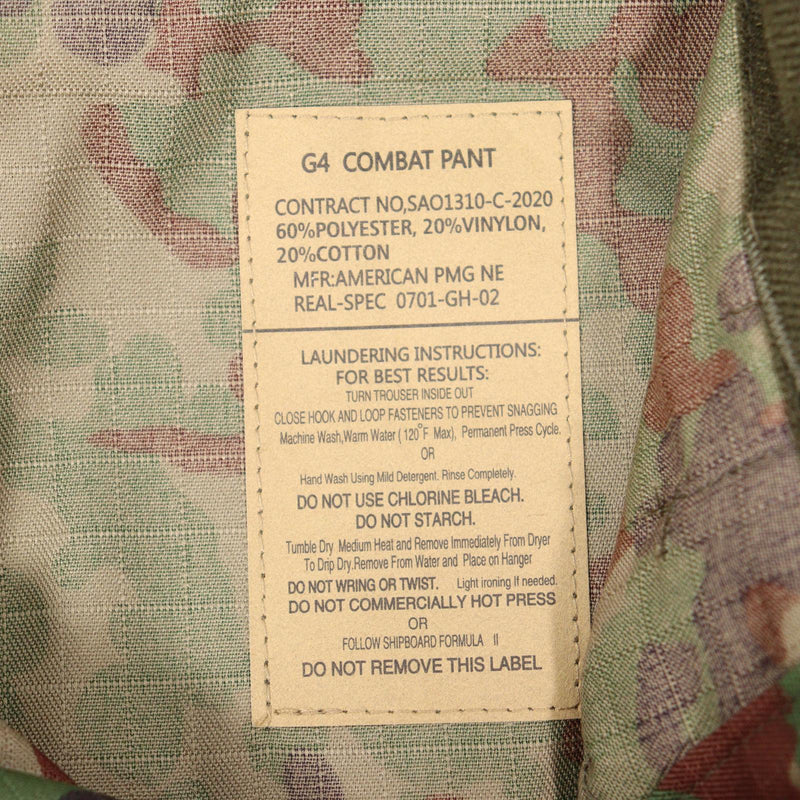 G4 COMBAT PANT
CONTRACT NO,SAO1310-C-2020
60%POLYESTER, 20%VINYLON,
20%COTTON
MFR:AMERICAN PMG NE
REAL-SPEC 0701-GH-02
LAUNDERING INSTRUCTIONS:
FOR BEST RESULTS:
TURN TROUSER INSIDE OUT
CLOSE HOOK AND LOOP FASTENERS TO PREVENT SNAGGING
Machine Wash,Warm Water ( 120°F Max), Permanent Press Cycle.
OR
Hand Wash Using Mild Detergent. Rinse Completely.
DO NOT USE CHLORINE BLEACH.
DO NOT STARCH.
Tumble Dry Medium Heat and Remove Immediately From Dryer
To Drip Dry.Remove From Water and Place on Hanger
DO NOT WRING OR TWIST. Light ironing If needed.
DO NOT COMMERCIALLY HOT PRESS
OR
FOLLOW SHIPBOARD FORMULA II
DO NOT REMOVE THIS LABEL